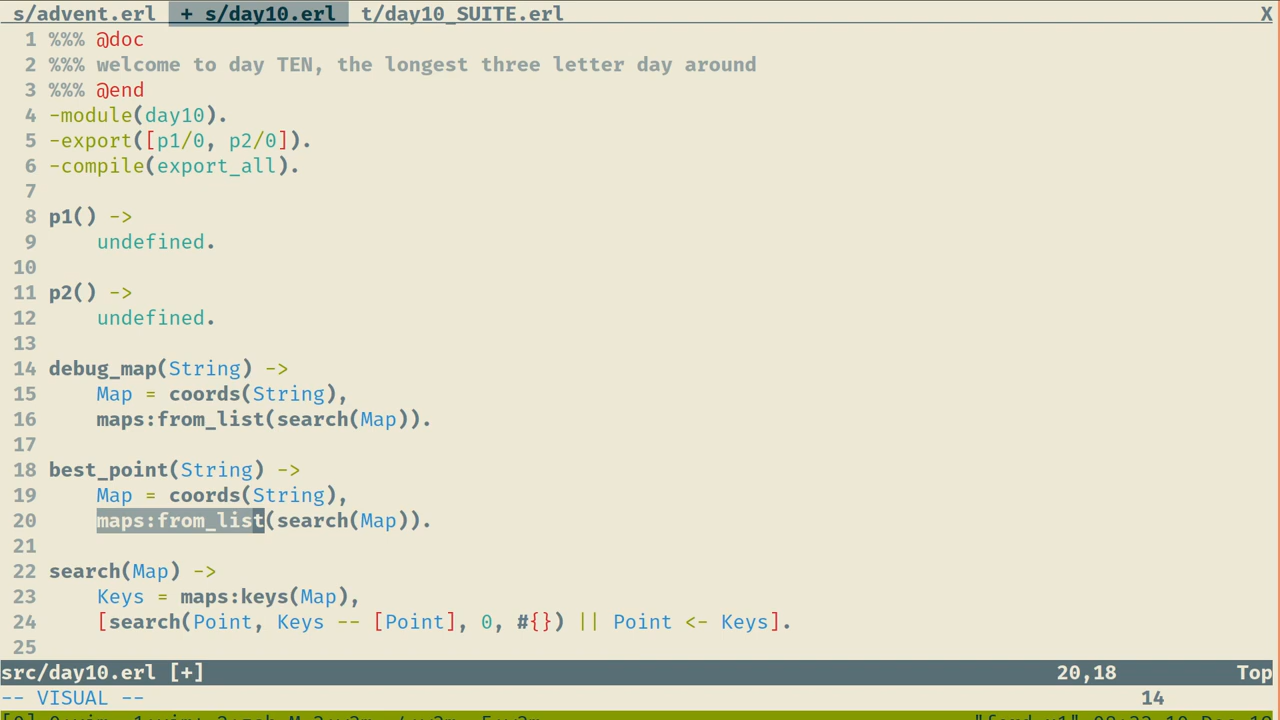 s/advent.erl + s/day10.erl t/day10_SUITE.erl X
1 %%% @doc
2 %%% welcome to day TEN, the longest three letter day around
3 %%% @end
4 -module(day10).
5 -export([p1/0, p2/0]).
6 -compile(export_all).
7
8 p1() ->
9     undefined.
10
11 p2() ->
12     undefined.
13
14 debug_map(String) ->
15     Map = coords(String),
16     maps:from_list(search(Map)).
17
18 best_point(String) ->
19     Map = coords(String),
20     maps:from_list(search(Map)).
21
22 search(Map) ->
23     Keys = maps:keys(Map),
24     [search(Point, Keys -- [Point], 0, #{}) || Point <- Keys].
25
src/day10.erl [+] 20,18 Top
-- VISUAL -- 14